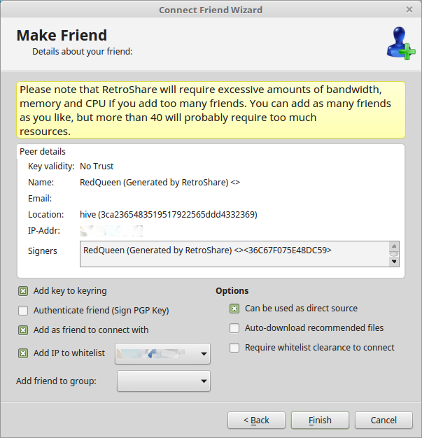 Connect Friend Wizard
Make Friend
Details about your friend:
Please note that RetroShare will require excessive amounts of bandwidth,
memory and CPU if you add too many friends. You can add as many friends
as you like, but more than 40 will probably require too much
resources.
Peer details
Key validity: No Trust
Name: RedQueen (Generated by RetroShare) <>
Email:
Location: hive (3ca2365483519517922565ddd4332369)
IP-Addr:
Signers RedQueen (Generated by RetroShare) <><36C67F075E48DC59>
Add key to keyring
Authenticate friend (Sign PGP Key)
Add as friend to connect with
Add IP to whitelist
Add friend to group:
Options
Can be used as direct source
Auto-download recommended files
Require whitelist clearance to connect
< Back
Finish
Cancel